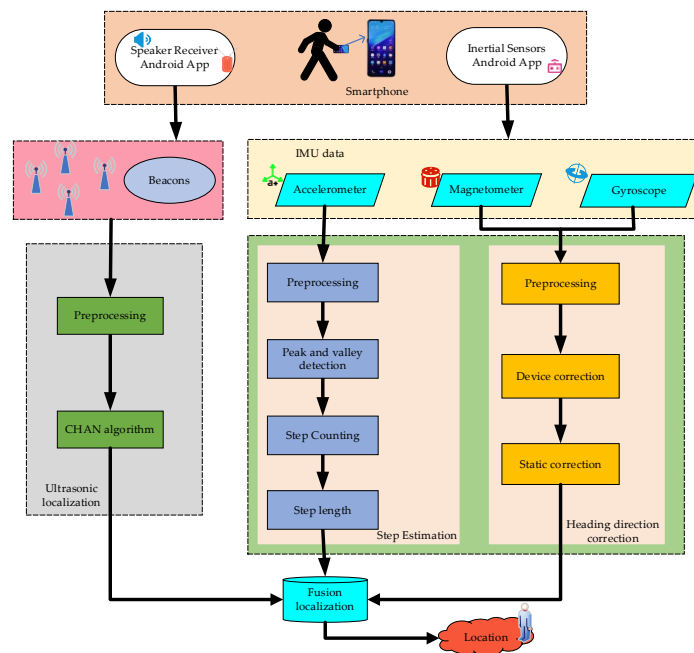 Speaker Receiver
Android App
Inertial Sensors
Android App
Smartphone
IMU data
Beacons
a+
Accelerometer
Magnetometer
Gyroscope
Preprocessing
Preprocessing
Preprocessing
Peak and valley
detection
Device correction
CHAN algorithm
Step Counting
Static correction
Ultrasonic
localization
Step length
Step Estimation
Heading direction
correction
Fusion
localization
Location